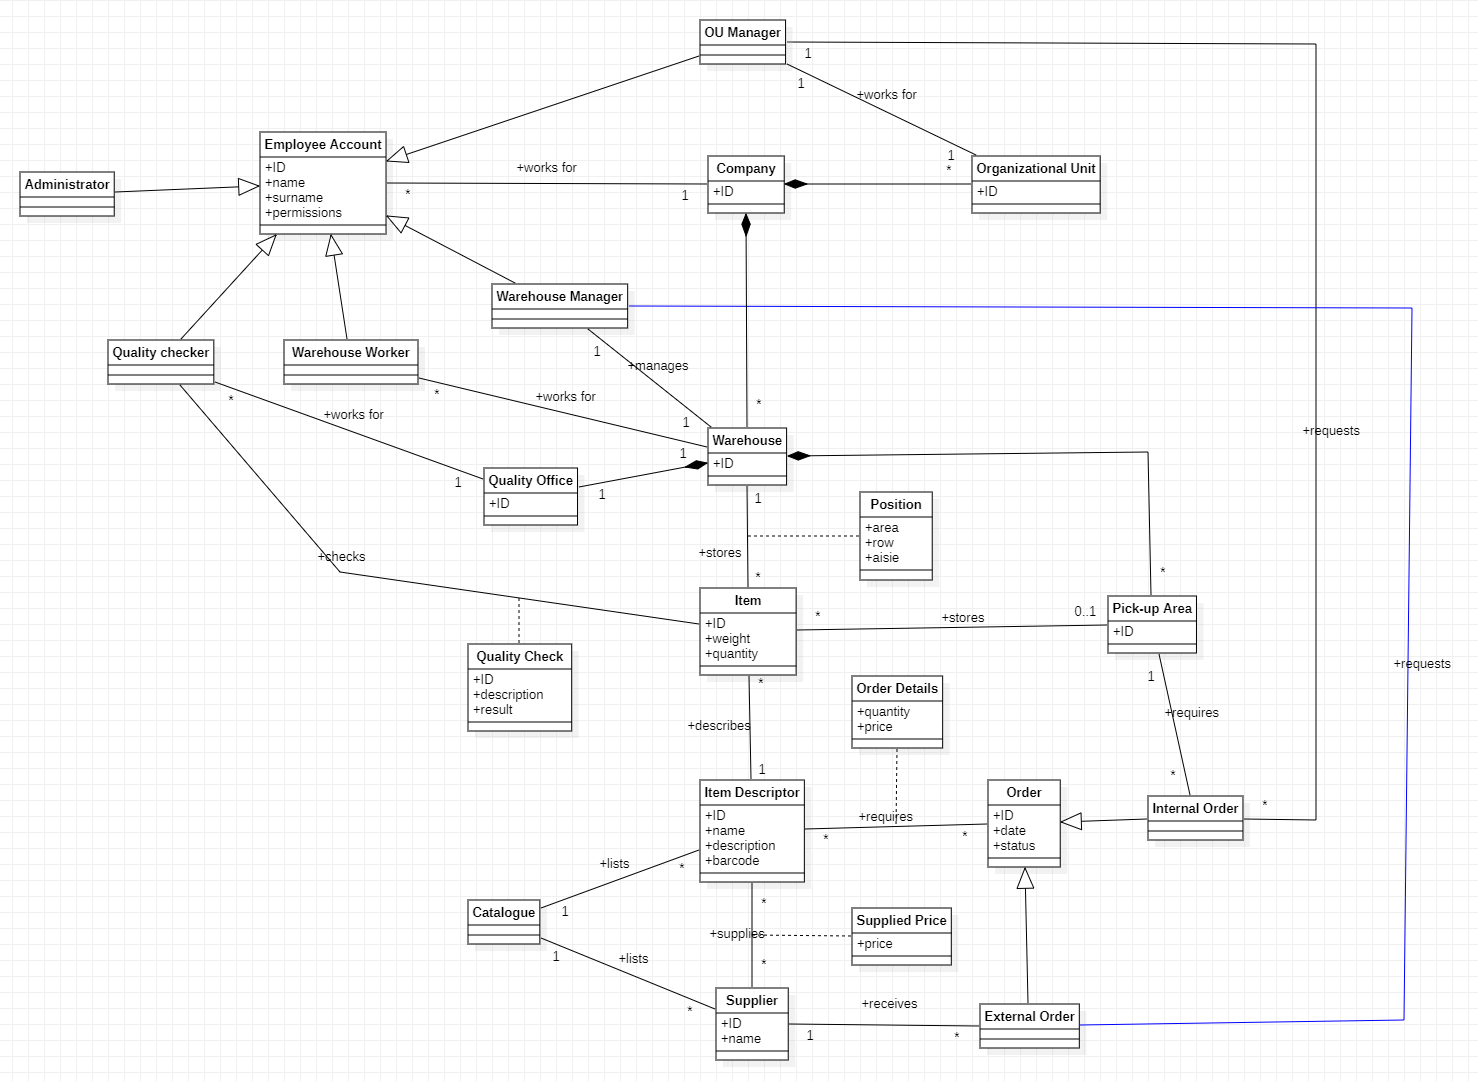 OU Manager
1
1
+works for
1
*
Employee Account
+ID
+name
+surname
+permissions
Administrator
+works for
*
1
Company
+ID
Organizational Unit
+ID
Warehouse Manager
1
+manages
1
*
Quality checker
*
Warehouse Worker
*
+works for
+works for
1
Warehouse
+ID
+requests
1
1
Quality Office
+ID
1
Position
+area
+row
+aisie
+stores
*
+checks
Item
+ID
+weight
+quantity
*
+stores
0..1
*
Pick-up Area
+ID
1
+requests
Quality Check
+ID
+description
+result
*
Order Details
+quantity
+price
+requires
+describes
1
*
Item Descriptor
+ID
+name
+description
+barcode
+requires
*
*
Order
+ID
+date
+status
Internal Order
*
+lists
*
1
Catalogue
1
+lists
*
*
+supplies
*
Supplied Price
+price
Supplier
+ID
+name
+receives
1
*
External Order